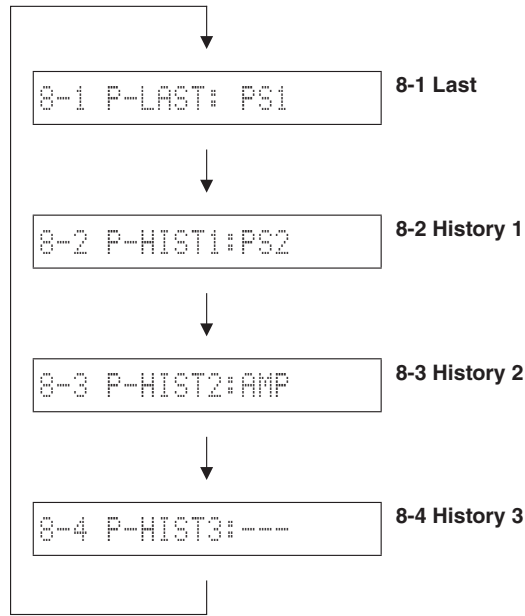 8-1 P-LAST: PS1
8-1 Last
8-2 P-HIST1:PS2
8-2 History 1
8-3 P-HIST2:AMP
8-3 History 2
8-4 P-HIST3:---
8-4 History 3